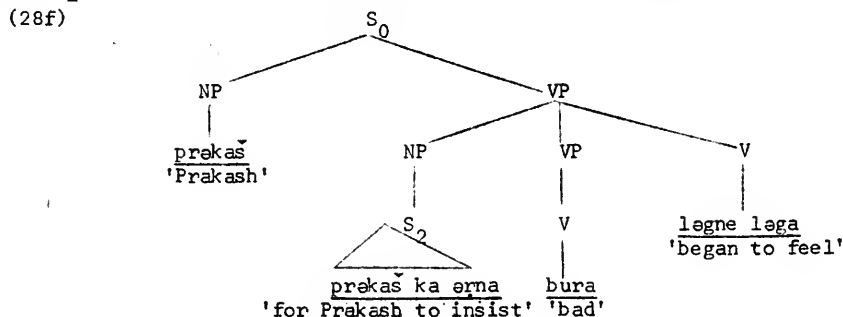 (28f)
S0
NP VP
prəkaš
'Prakash'
NP VP V
S2 V ləgne ləga
'began to feel'
prəkaš ka əṛna bura
'for Prakash to insist' 'bad'